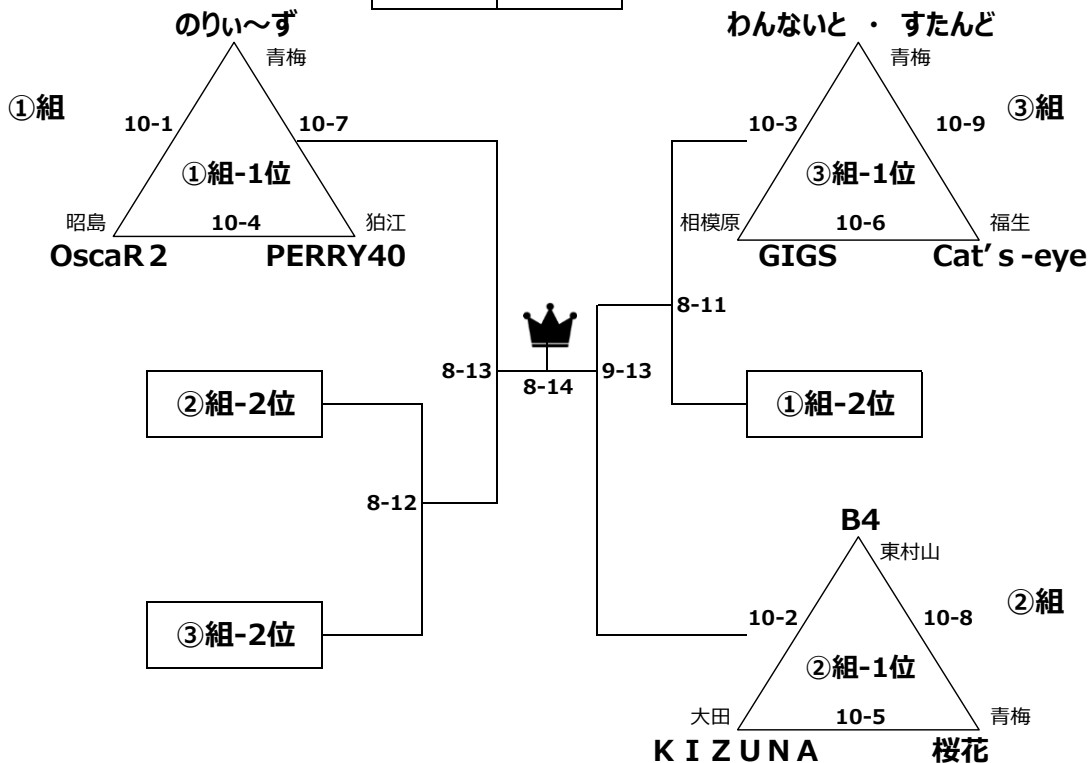 のりぃ～ず
青梅
①組
10-1
10-7
①組-1位
昭島
10-4
狛江
OscaR２
PERRY40
わんないと ・ すたんど
青梅
③組
10-3
10-9
③組-1位
相模原
10-6
福生
GIGS
Cat’ｓ-eye
8-11
8-13
8-14
9-13
②組-2位
①組-2位
8-12
③組-2位
B4
東村山
②組
10-2
10-8
②組-1位
大田
10-5
青梅
ＫＩＺＵＮＡ
桜花